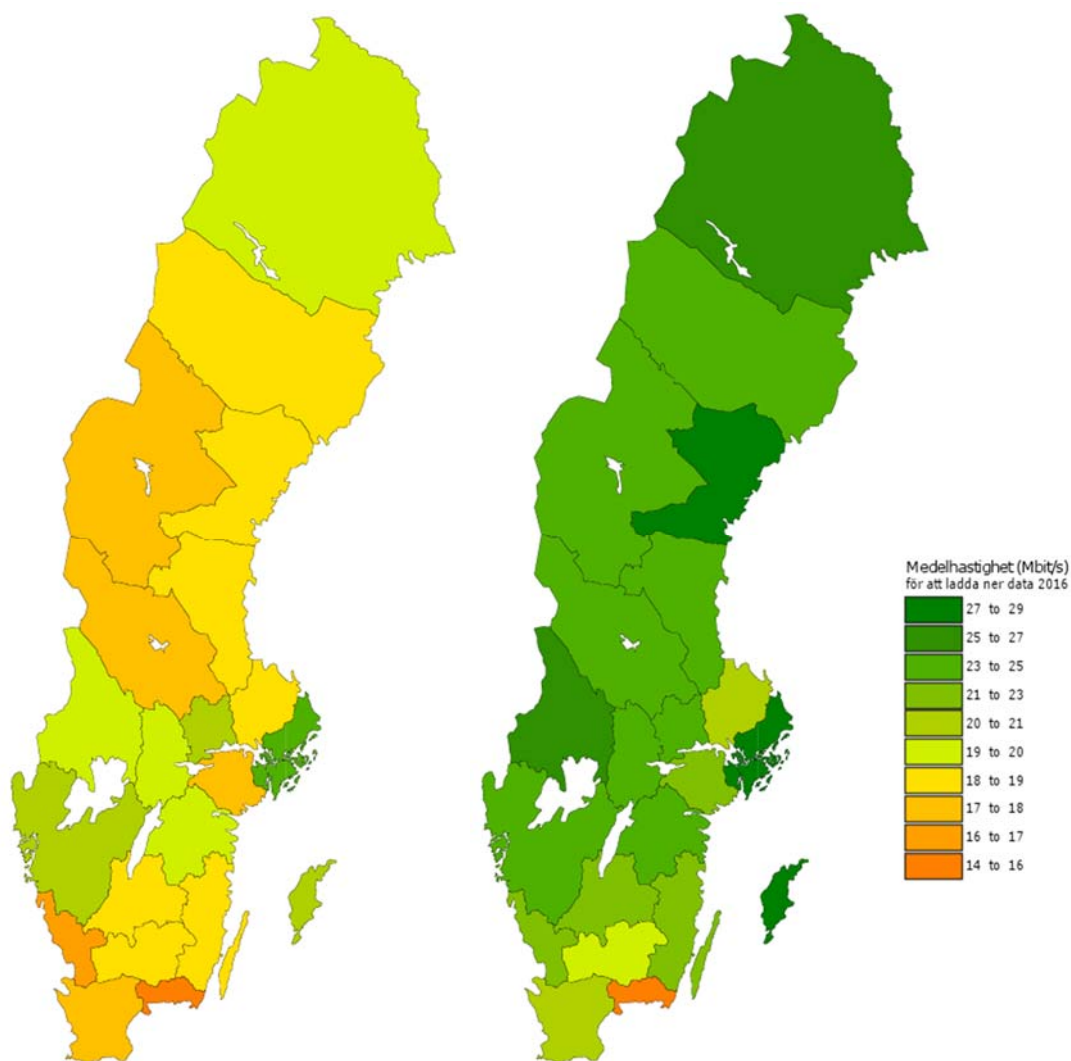 Medelhastighet (Mbit/s)
för att ladda ner data 2016
27 to 29
25 to 27
23 to 25
21 to 23
20 to 21
19 to 20
18 to 19
17 to 18
16 to 17
14 to 16